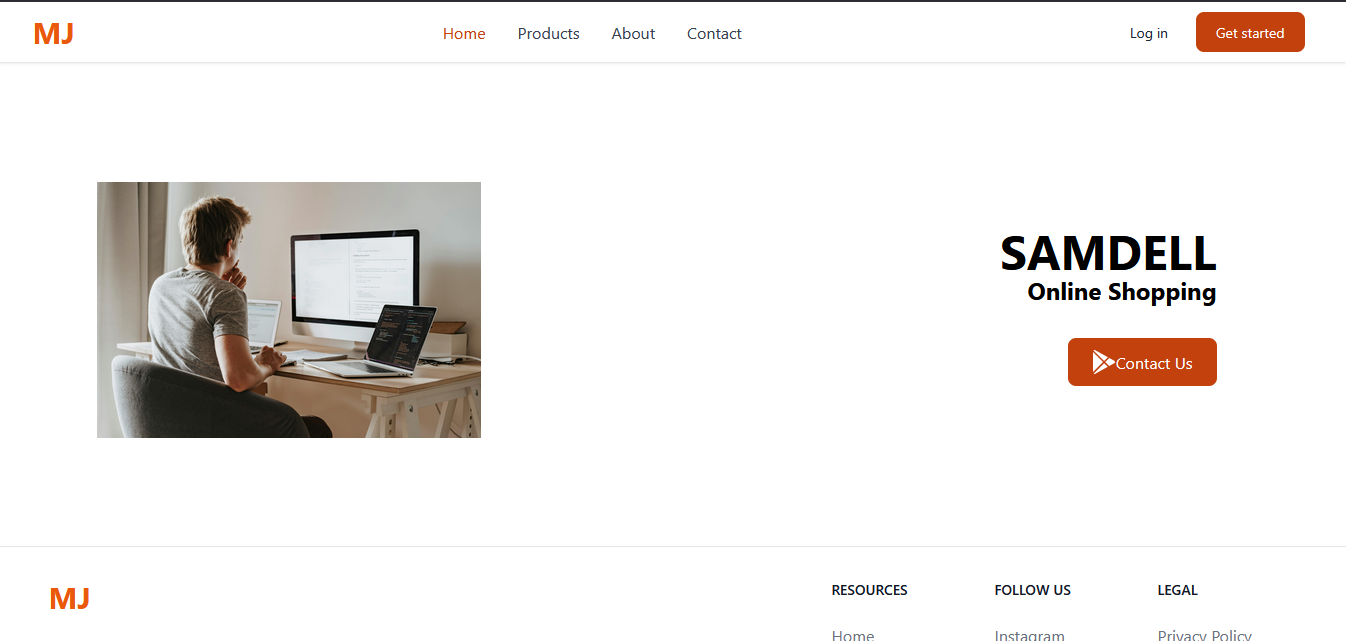 MJ
Home Products About Contact
Log in Get started
SAMDELL
Online Shopping
Contact Us
MJ
RESOURCES FOLLOW US LEGAL
Home Instagram Privacy Policy